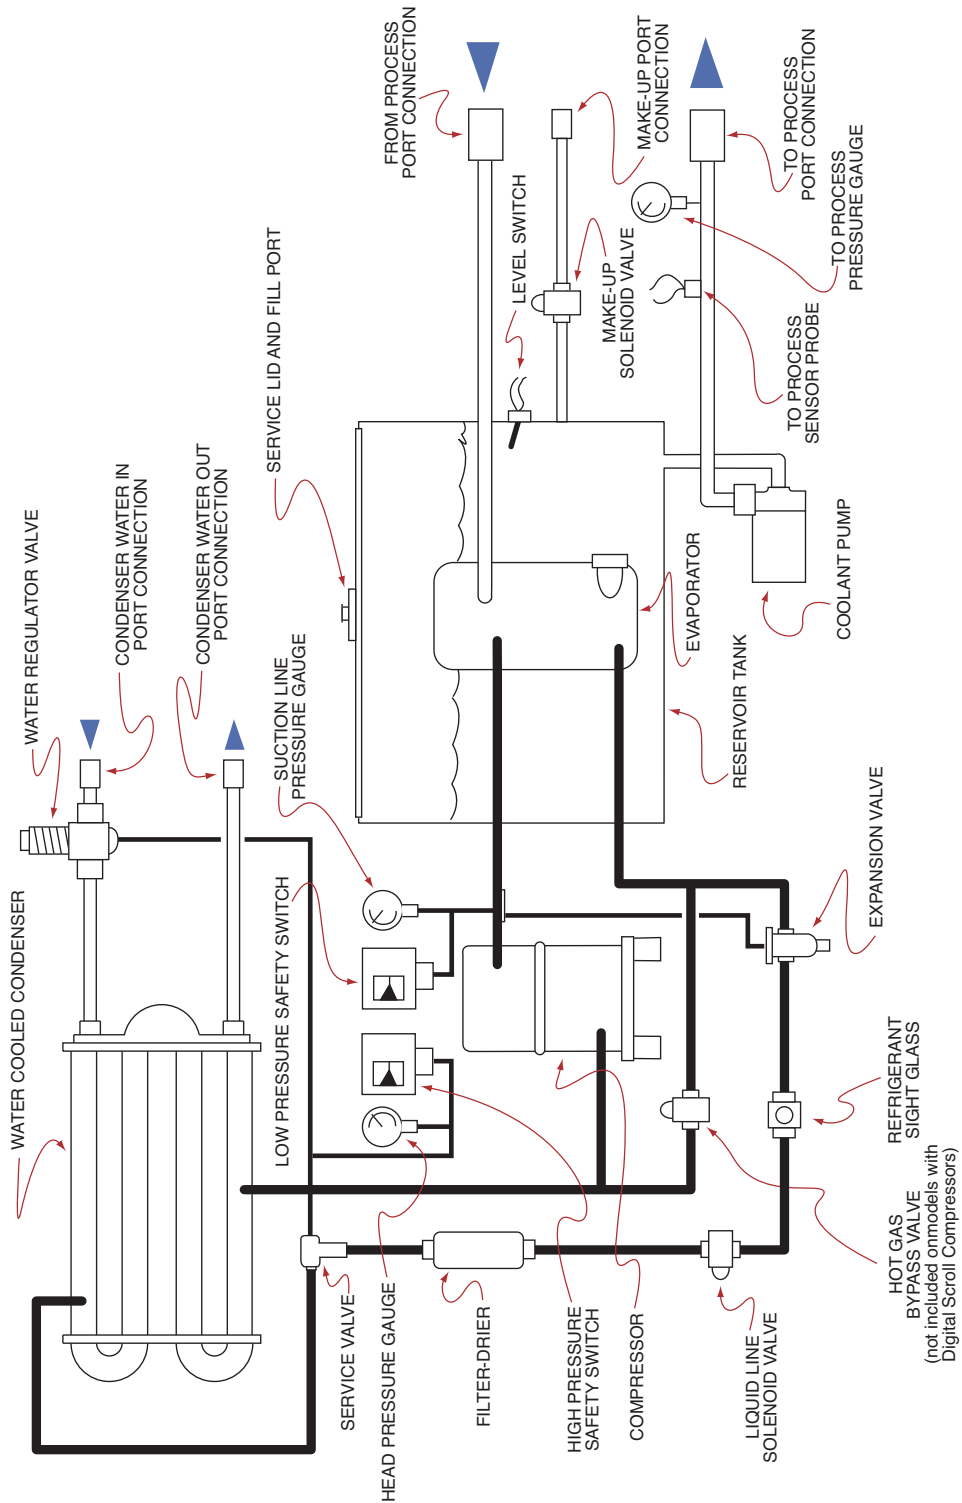 WATER REGULATOR VALVE
CONDENSER WATER IN
PORT CONNECTION
CONDENSER WATER OUT
PORT CONNECTION
SERVICE LID AND FILL PORT
FROM PROCESS
PORT CONNECTION
LEVEL SWITCH
MAKE-UP PORT
CONNECTION
MAKE-UP
SOLENOID VALVE
TO PROCESS
PORT CONNECTION
TO PROCESS
PRESSURE GAUGE
TO PROCESS
SENSOR PROBE
COOLANT PUMP
EVAPORATOR
RESERVOIR TANK
SUCTION LINE
PRESSURE GAUGE
WATER COOLED CONDENSER
LOW PRESSURE SAFETY SWITCH
EXPANSION VALVE
REFRIGERANT
SIGHT GLASS
HOT GAS
BYPASS VALVE
(not included onmodels with
Digital Scroll Compressors)
SERVICE VALVE
HEAD PRESSURE GAUGE
FILTER-DRIER
HIGH PRESSURE
SAFETY SWITCH
COMPRESSOR
LIQUID LINE
SOLENOID VALVE